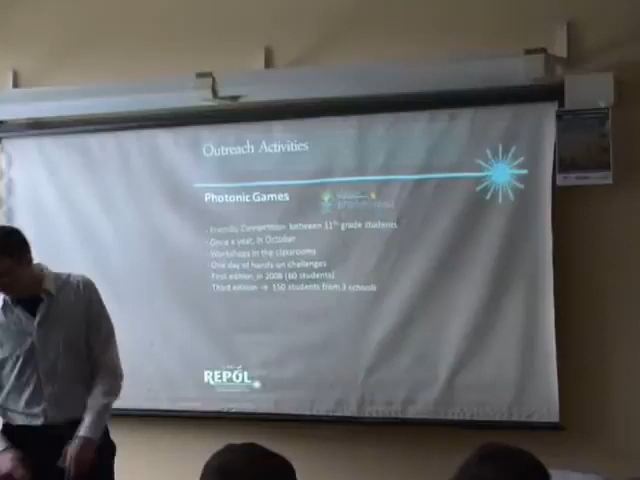 Outreach Activities
Photonic Games
- Friendly Competition between 11th grade students
- Once a year, in October
- Workshops in the classrooms
- One day of hands on challenges
First edition in 2008 (60 students)
Third edition → 150 students from 3 schools
REPOL